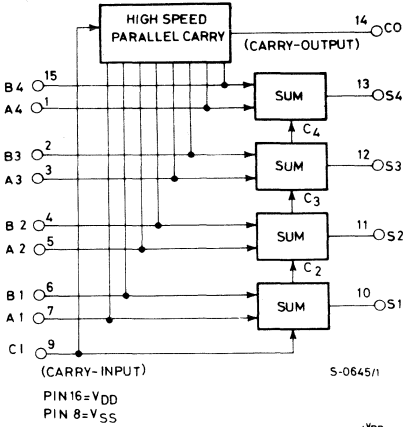 HIGH SPEED
PARALLEL CARRY
14 CO
(CARRY-OUTPUT)
B4 15
A4 1
SUM
13 S4
C4
B3 2
A3 3
SUM
12 S3
C3
B2 4
A2 5
SUM
11 S2
C2
B1 6
A1 7
SUM
10 S1
CI 9
(CARRY-INPUT)
S-0645/1
PIN 16=VDD
PIN 8=VSS